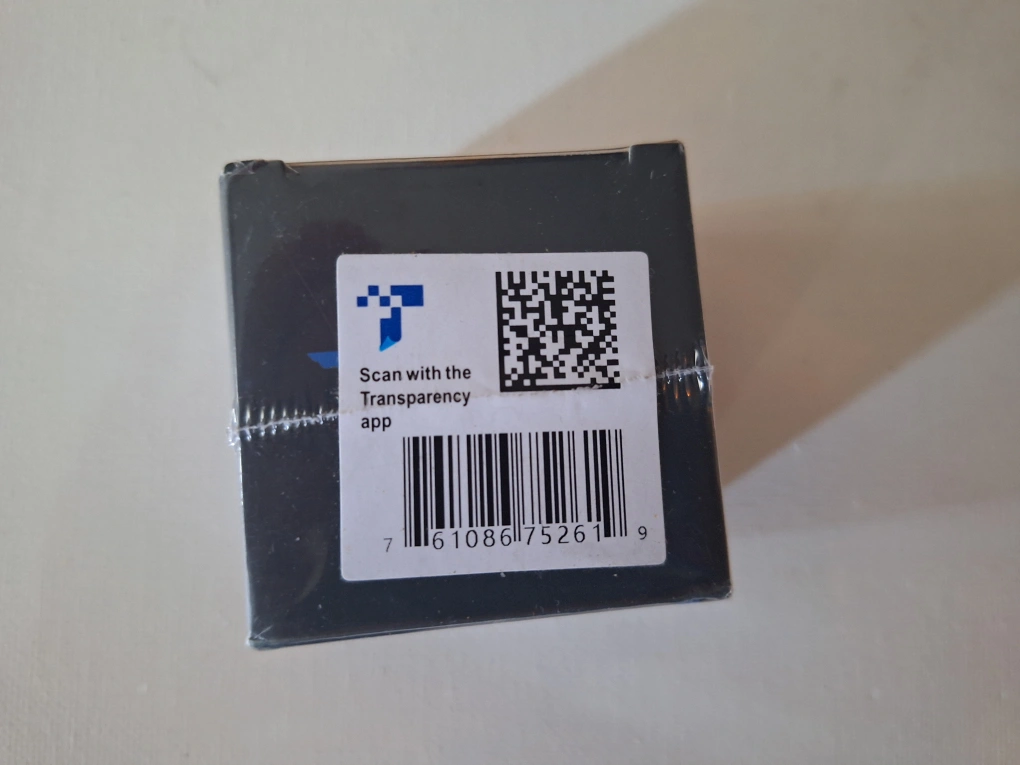 Scan with the
Transparency
app
7 61086 75261 9